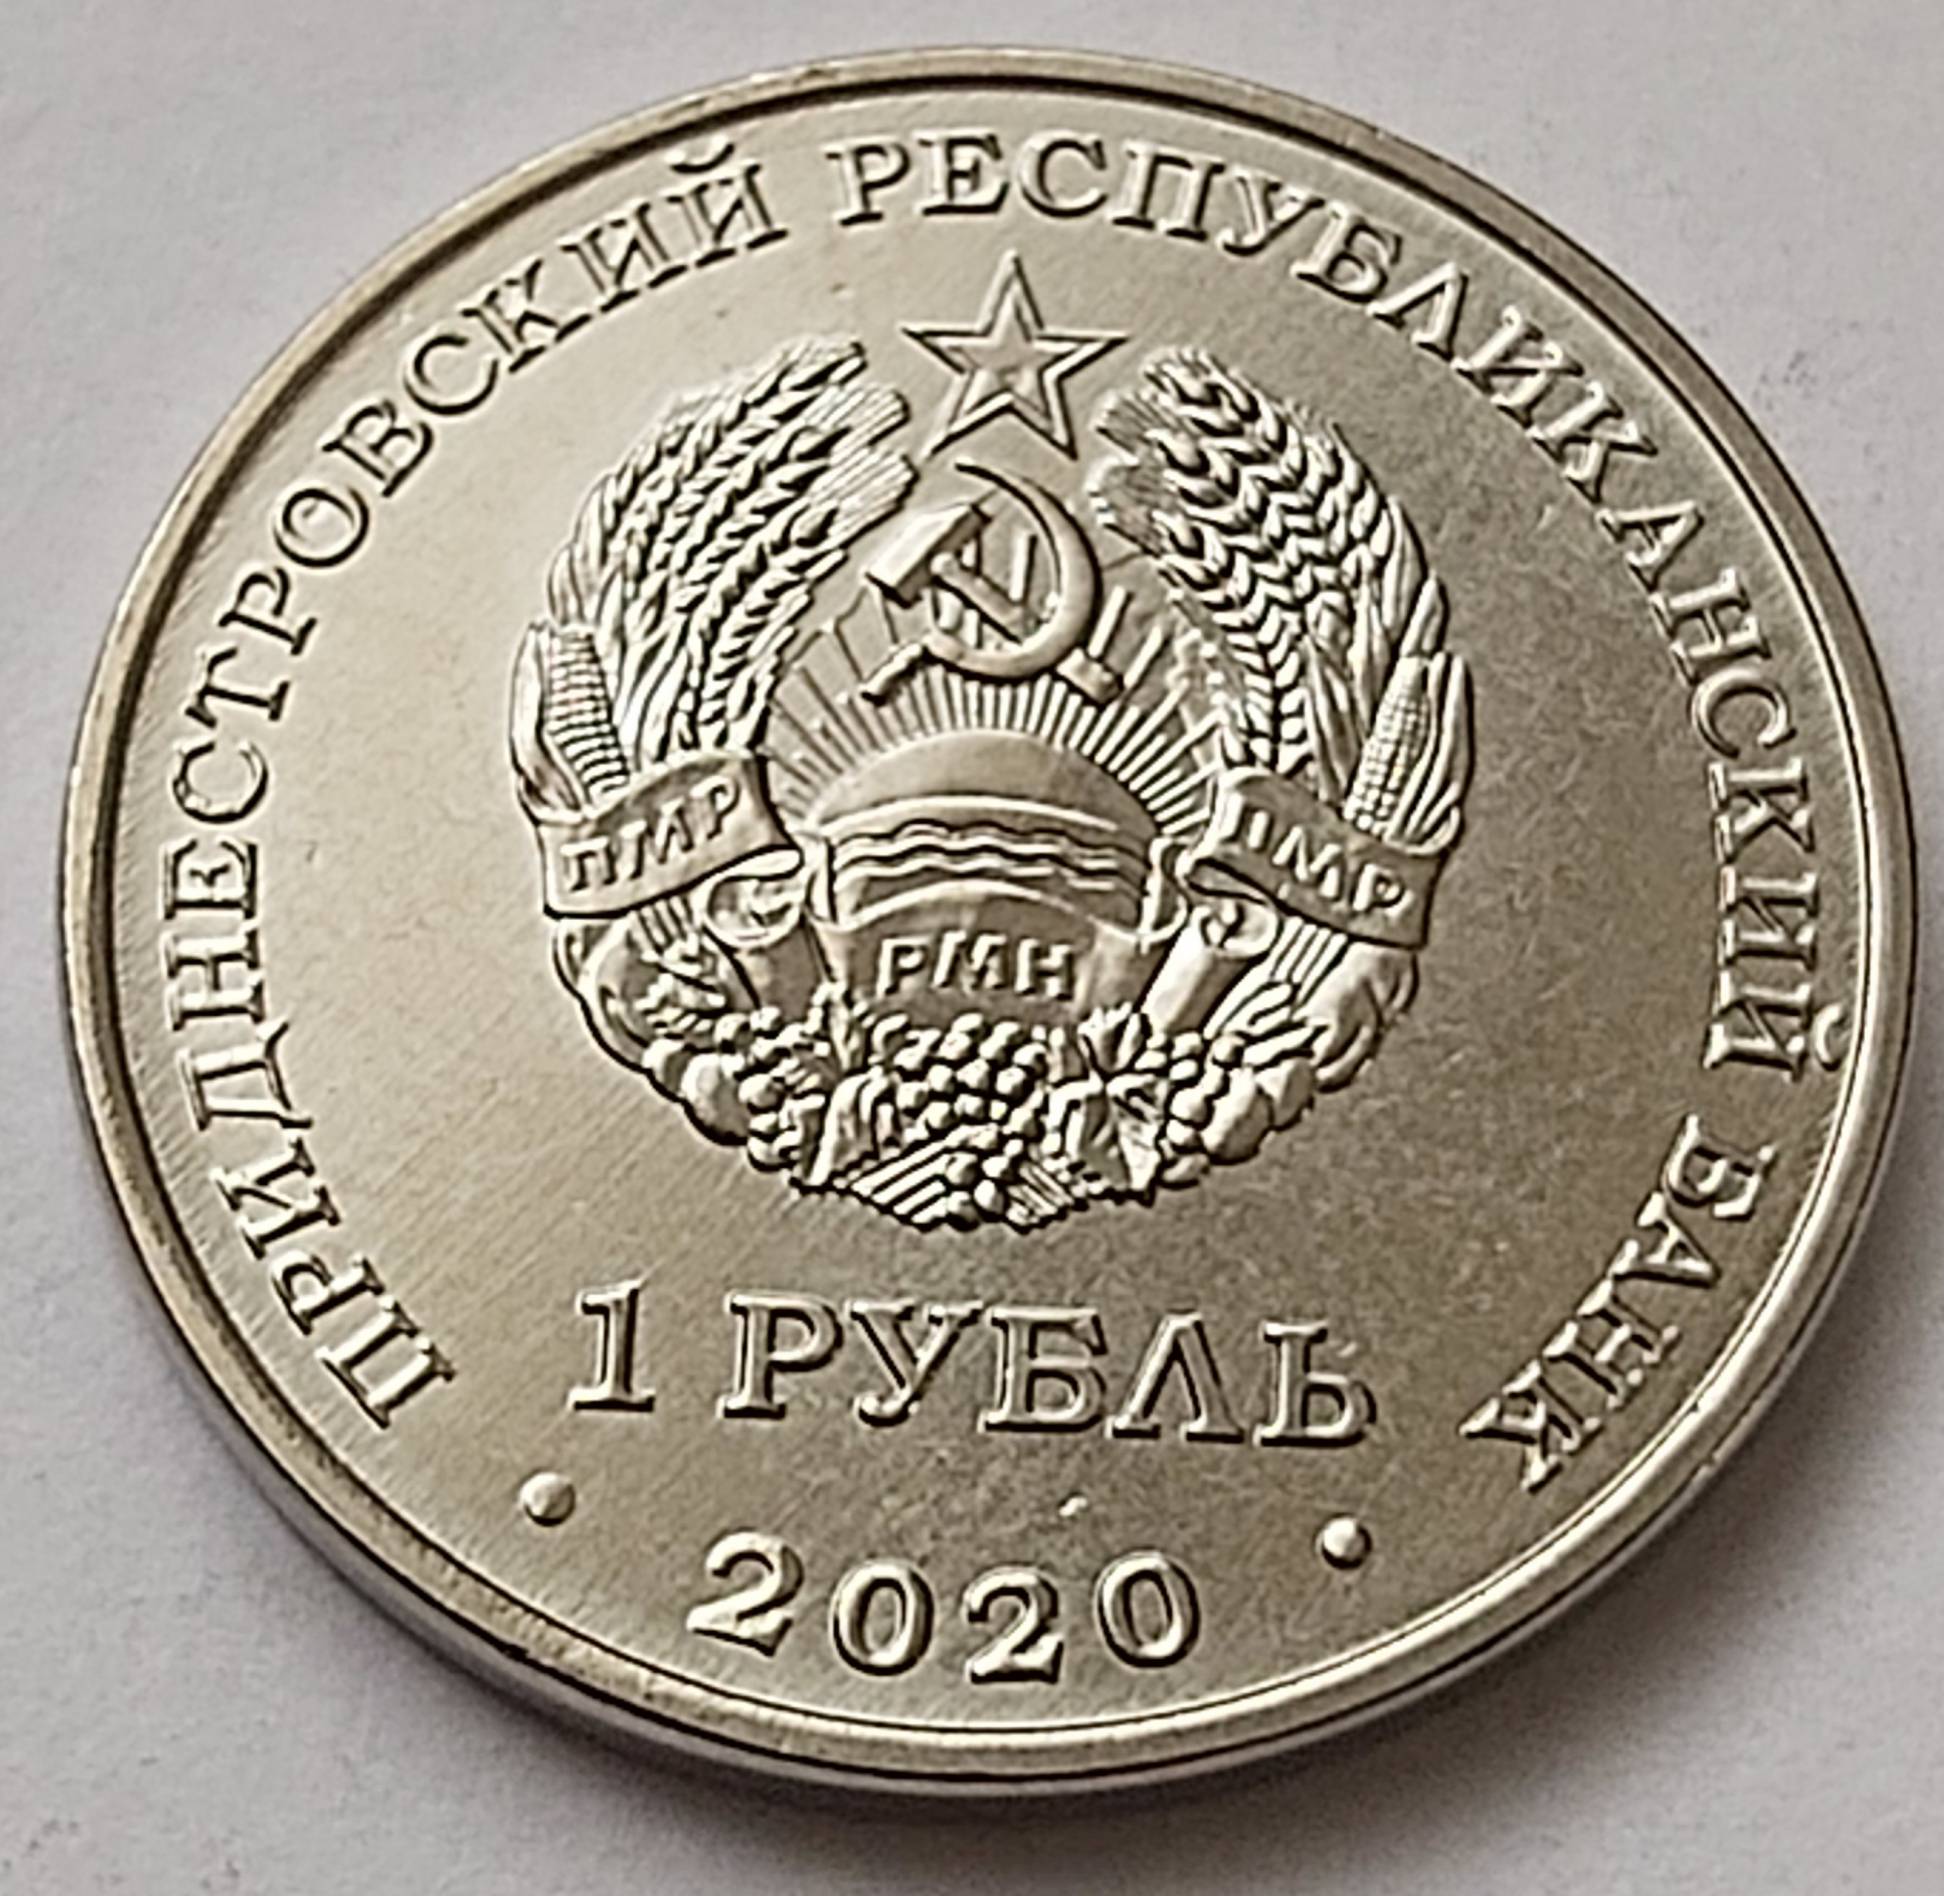 ПРИДНЕСТРОВСКИЙ РЕСПУБЛИКАНСКИЙ БАНК
ПМР
ПМР
РМН
1 РУБЛЬ
• 2020 •